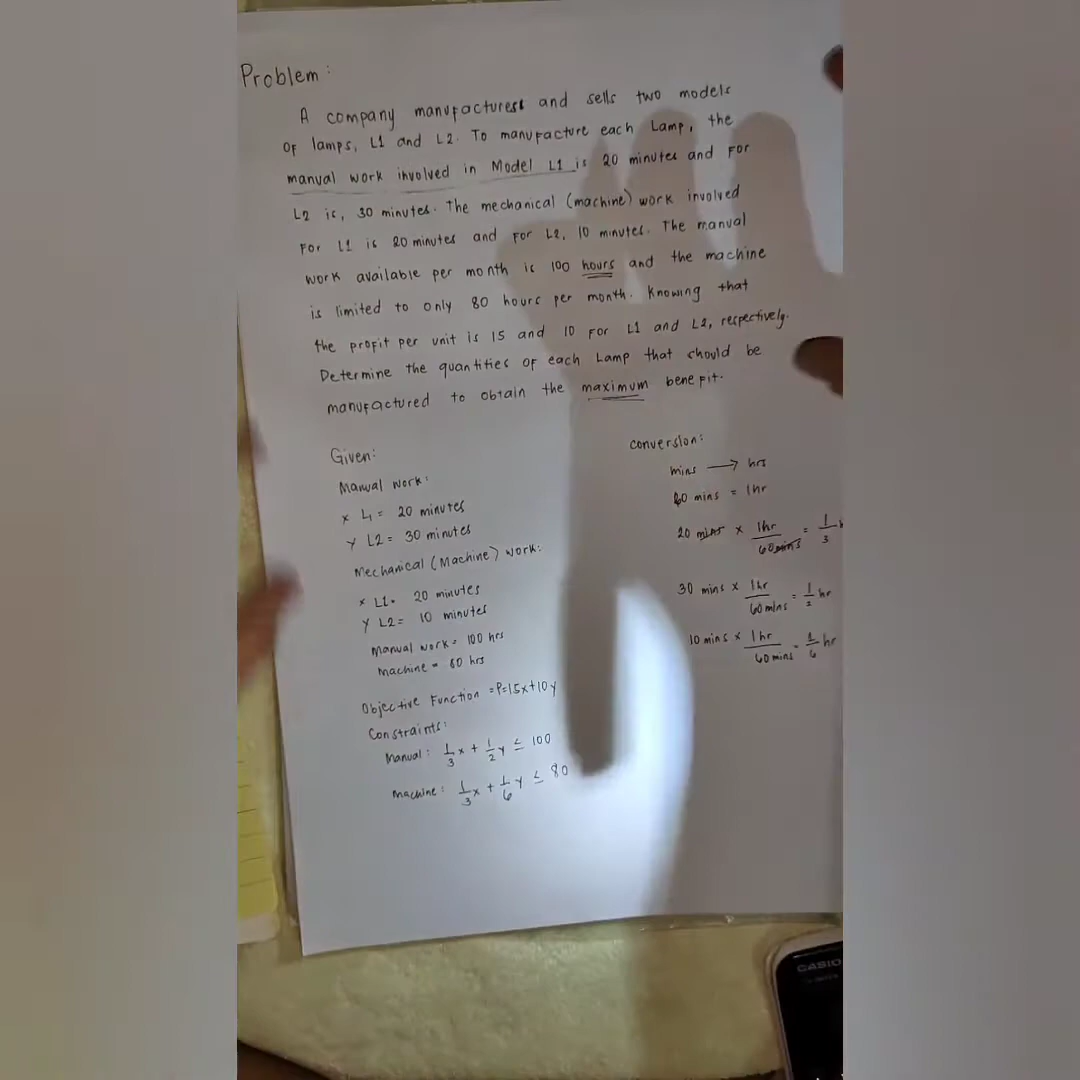 Problem:
A company manufactures and sells two models
of lamps, L1 and L2. To manufacture each Lamp, the
manual work involved in Model L1 is 20 minutes and for
L2 is, 30 minutes. The mechanical (machine) work involved
for L1 is 20 minutes and for L2, 10 minutes. The manual
work available per month is 100 hours and the machine
is limited to only 80 hours per month. Knowing that
the profit per unit is 15 and 10 for L1 and L2, respectively.
Determine the quantities of each Lamp that should be
manufactured to obtain the maximum benefit.
Given:
Manual work:
x L1 = 20 minutes
y L2 = 30 minutes
Mechanical (Machine) work:
x L1 = 20 minutes
y L2 = 10 minutes
Manual work = 100 hrs
machine = 80 hrs
Objective Function = P=15x+10y
Constraints:
Manual: 1/3 x + 1/2 y ≤ 100
machine: 1/3 x + 1/6 y ≤ 80
conversion:
mins → hrs
60 mins = 1hr
20 mins × 1hr/60mins = 1/3
30 mins × 1hr/60mins = 1/2 hr
10 mins × 1hr/60mins = 1/6 hr
CASIO